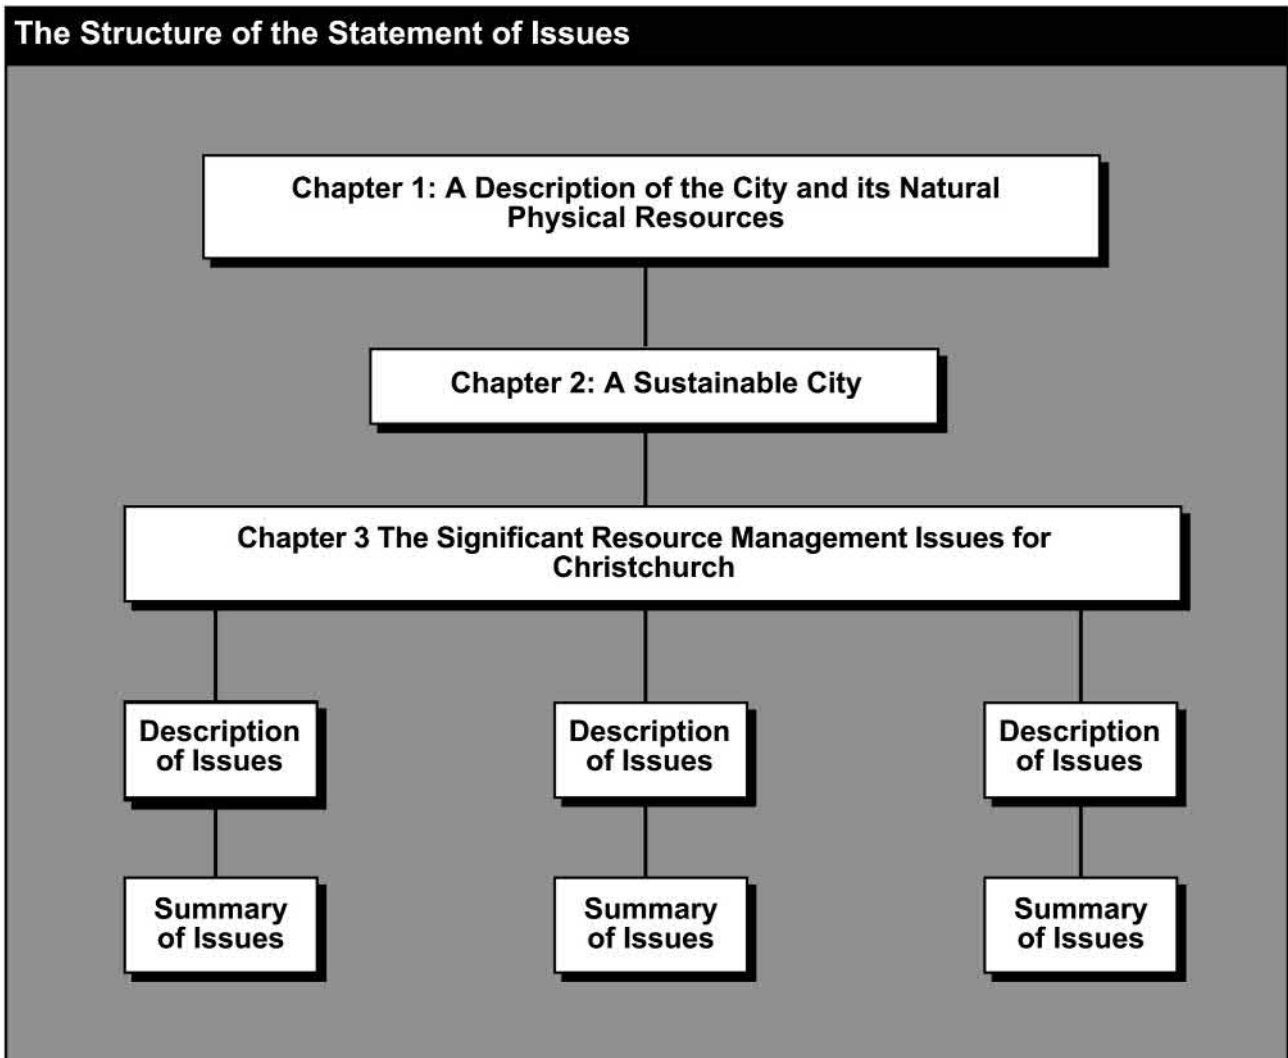 The Structure of the Statement of Issues
Chapter 1: A Description of the City and its Natural
Physical Resources
Chapter 2: A Sustainable City
Chapter 3 The Significant Resource Management Issues for
Christchurch
Description
of Issues
Description
of Issues
Description
of Issues
Summary
of Issues
Summary
of Issues
Summary
of Issues